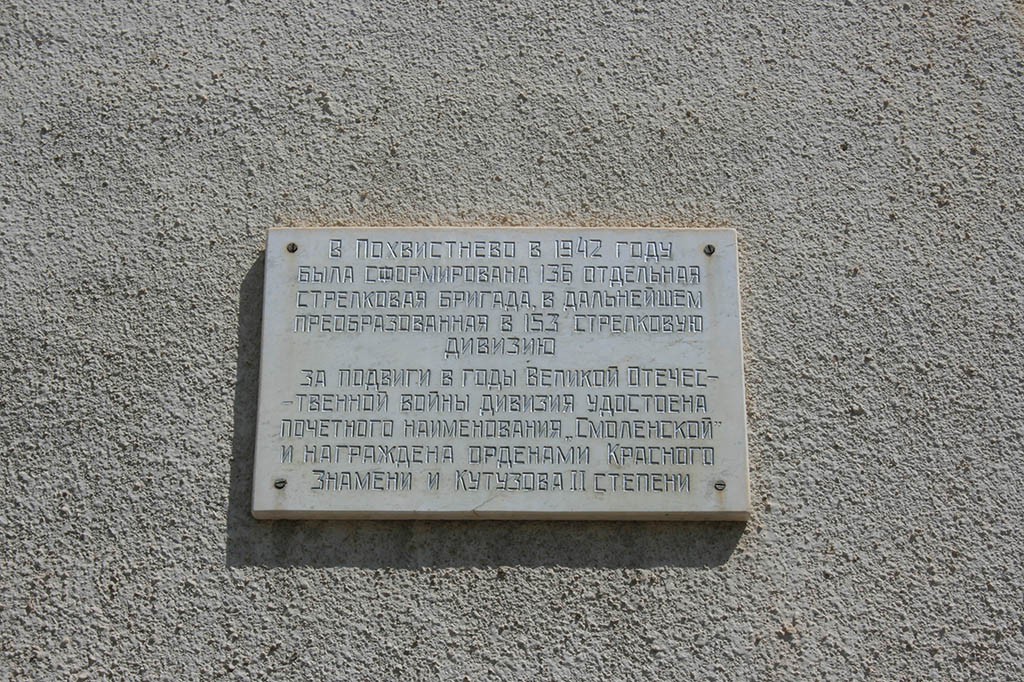 В Похвистнево в 1942 году
была сформирована 136 отдельная
стрелковая бригада, в дальнейшем
преобразованная в 153 стрелковую
дивизию
за подвиги в годы Великой Отечес-
-твенной войны дивизия удостоена
почетного наименования „Смоленской"
и награждена орденами Красного
Знамени и Кутузова II степени